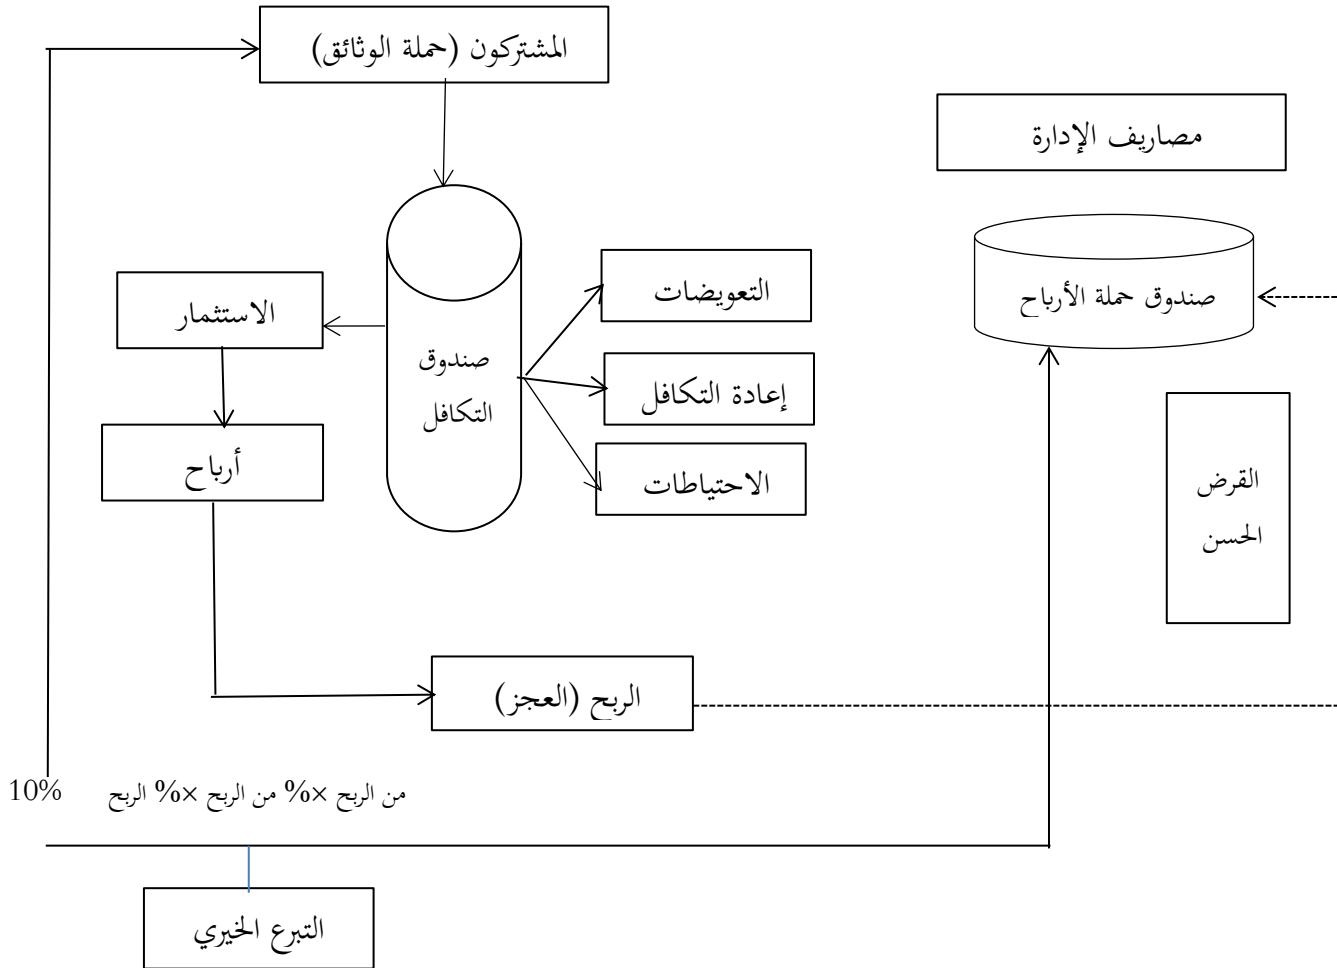 المشتركون (حملة الوثائق)
مصاريف الإدارة
صندوق حملة الأرباح
التعويضات
الاستثمار
صندوق
التكافل
إعادة التكافل
أرباح
الاحتياطات
القرض
الحسن
الربح (العجز)
10% من الربح ×% من الربح ×% الربح
التبرع الخيري